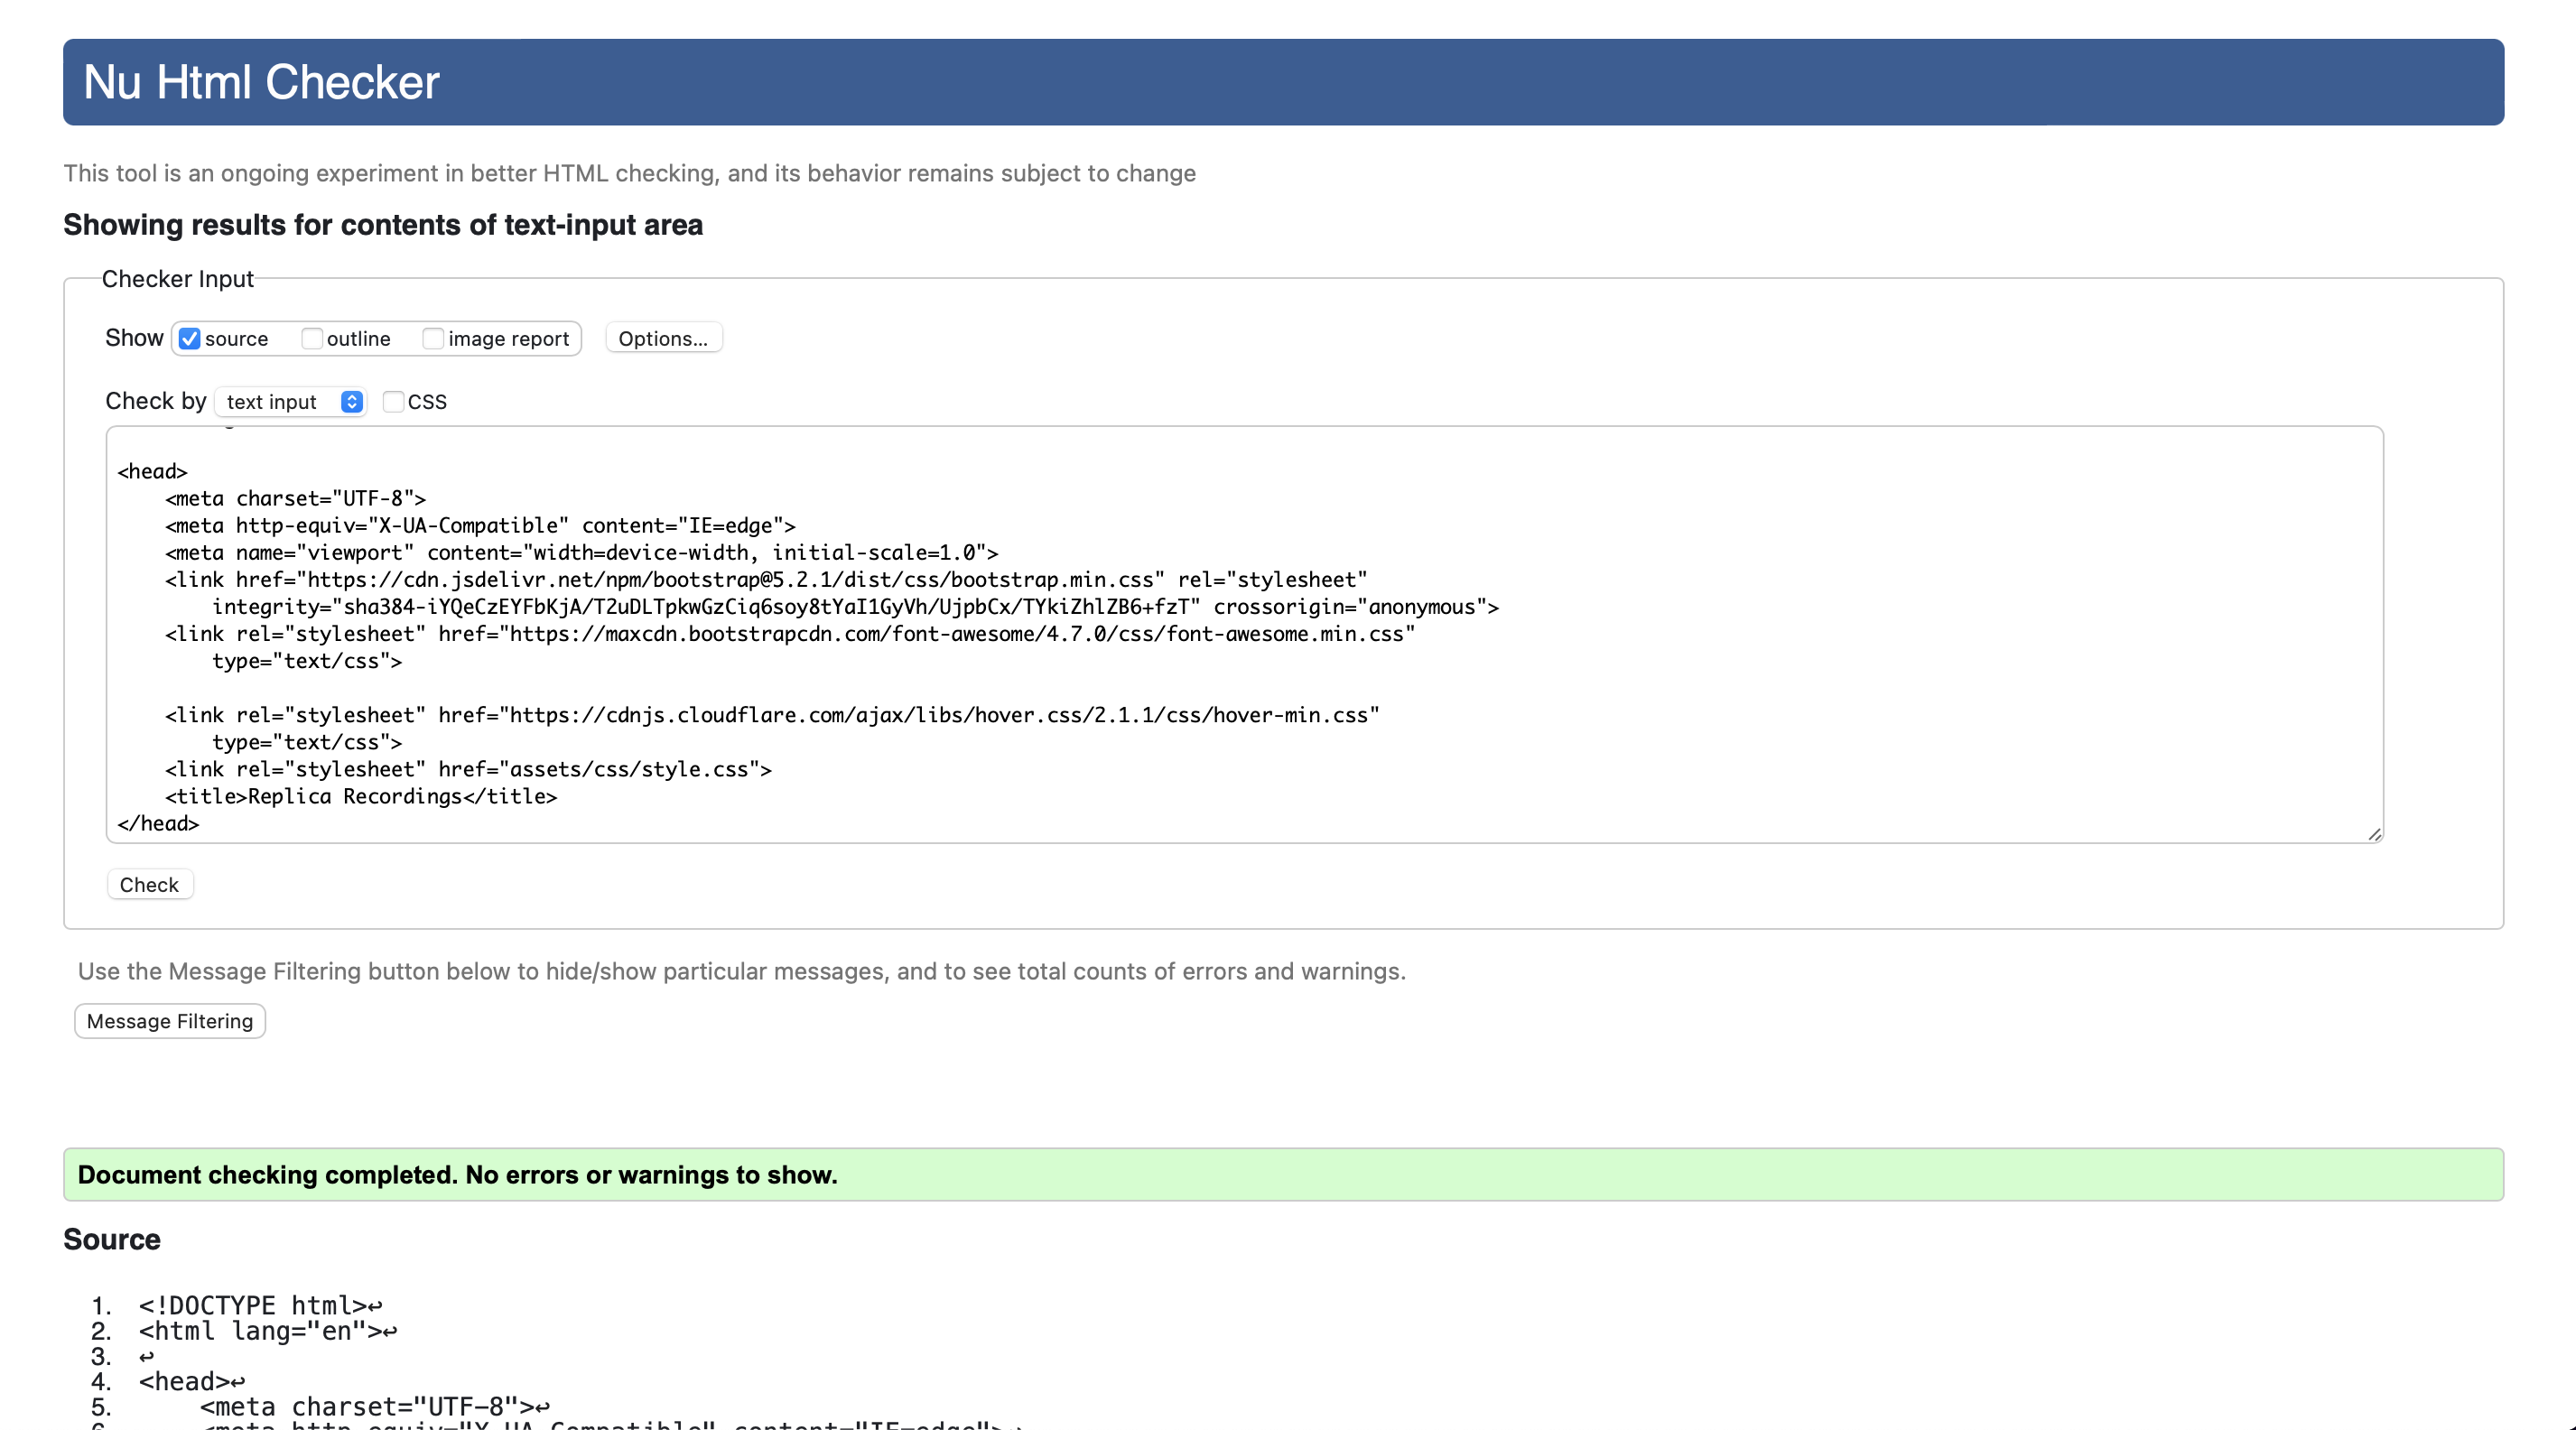 Nu Html Checker
This tool is an ongoing experiment in better HTML checking, and its behavior remains subject to change
Showing results for contents of text-input area
Checker Input
Show source outline image report Options...
Check by text input CSS
<head>
    <meta charset="UTF-8">
    <meta http-equiv="X-UA-Compatible" content="IE=edge">
    <meta name="viewport" content="width=device-width, initial-scale=1.0">
    <link href="https://cdn.jsdelivr.net/npm/bootstrap@5.2.1/dist/css/bootstrap.min.css" rel="stylesheet"
        integrity="sha384-iYQeCzEYFbKjA/T2uDLTpkwGzCiq6soy8tYaI1GyVh/UjpbCx/TYkiZhlZB6+fzT" crossorigin="anonymous">
    <link rel="stylesheet" href="https://maxcdn.bootstrapcdn.com/font-awesome/4.7.0/css/font-awesome.min.css"
        type="text/css">
    <link rel="stylesheet" href="https://cdnjs.cloudflare.com/ajax/libs/hover.css/2.1.1/css/hover-min.css"
        type="text/css">
    <link rel="stylesheet" href="assets/css/style.css">
    <title>Replica Recordings</title>
</head>
Check
Use the Message Filtering button below to hide/show particular messages, and to see total counts of errors and warnings.
Message Filtering
Document checking completed. No errors or warnings to show.
Source
1. <!DOCTYPE html>↩
2. <html lang="en">↩
3. ↩
4. <head>↩
5.     <meta charset="UTF-8">↩
6.     <meta http-equiv="X-UA-Compatible" content="IE=edge">↩